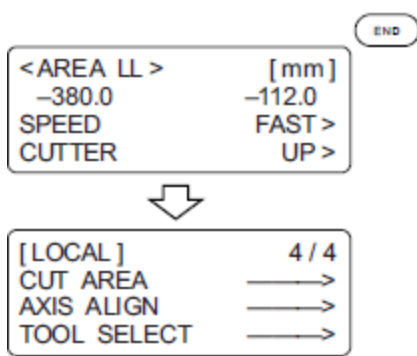 END
<AREA LL> [mm]
–380.0 –112.0
SPEED FAST>
CUTTER UP>
[LOCAL] 4/4
CUT AREA ———>
AXIS ALIGN ———>
TOOL SELECT ———>